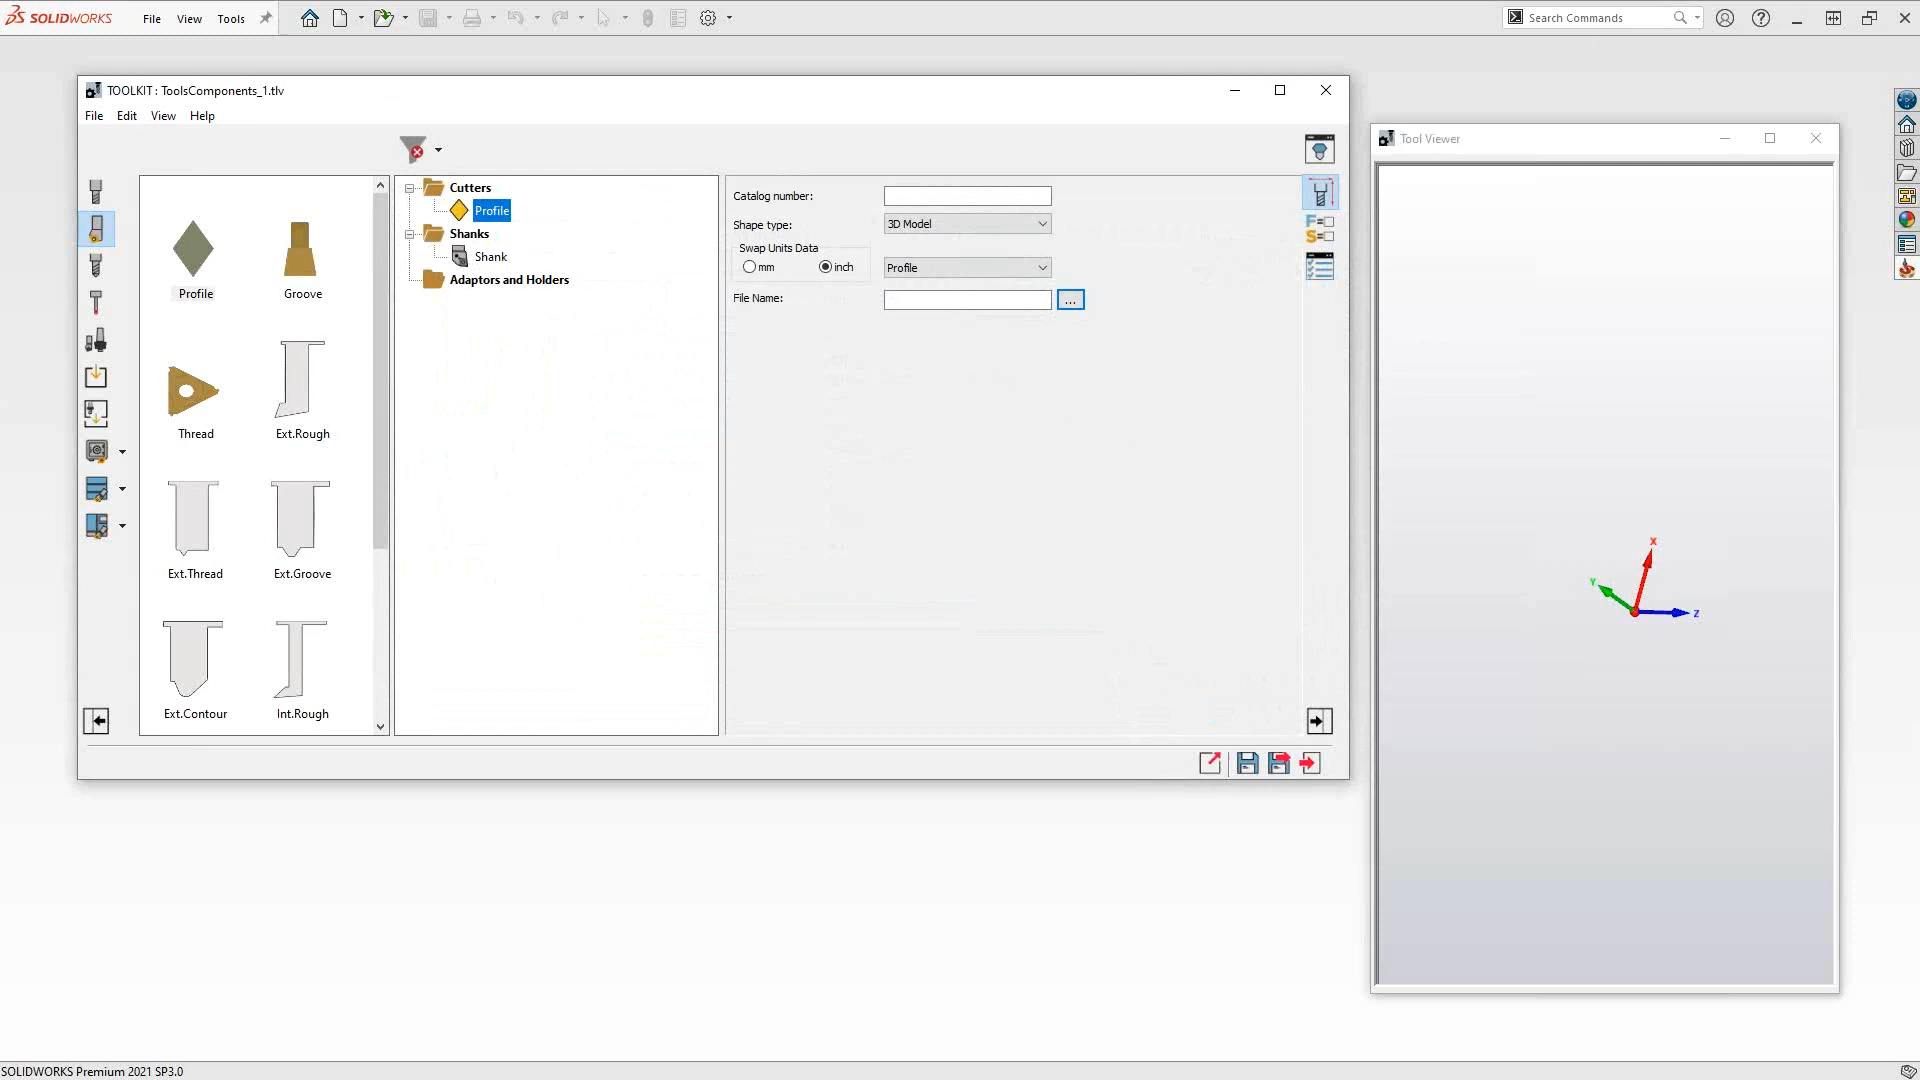 SOLIDWORKS
File View Tools
Search Commands
TOOLKIT : ToolsComponents_1.tlv
File Edit View Help
Tool Viewer
Profile
Groove
Thread
Ext.Rough
Ext.Thread
Ext.Groove
Ext.Contour
Int.Rough
Cutters
Profile
Shanks
Shank
Adaptors and Holders
Catalog number:
Shape type:
3D Model
Swap Units Data
mm
inch
Profile
File Name:
...
F=
S=
X
Y
Z
SOLIDWORKS Premium 2021 SP3.0